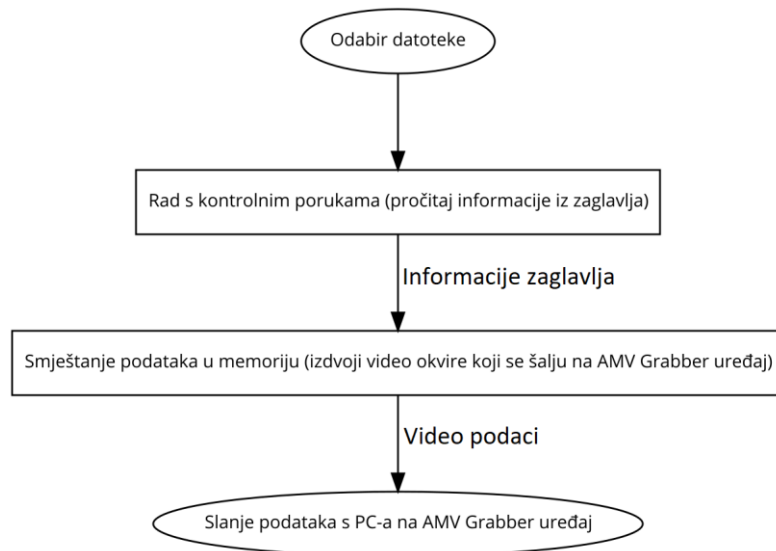 Odabir datoteke
Rad s kontrolnim porukama (pročitaj informacije iz zaglavlja)
Informacije zaglavlja
Smještanje podataka u memoriju (izdvoji video okvire koji se šalju na AMV Grabber uređaj)
Video podaci
Slanje podataka s PC-a na AMV Grabber uređaj